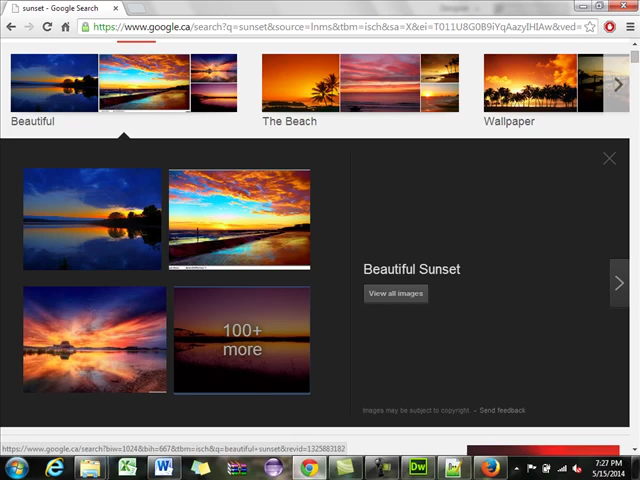 sunset - Google Search
https://www.google.ca/search?q=sunset&source=lnms&tbm=isch&sa=X&ei=T011U8G0B9iYqAazyIHIAw&ved=
Beautiful
The Beach
Wallpaper
Beautiful Sunset
View all images
100+
more
Images may be subject to copyright. - Send feedback
https://www.google.ca/search?biw=1024&bih=667&tbm=isch&q=beautiful+sunset&revid=1325883182
Dw
7:27 PM
5/15/2014